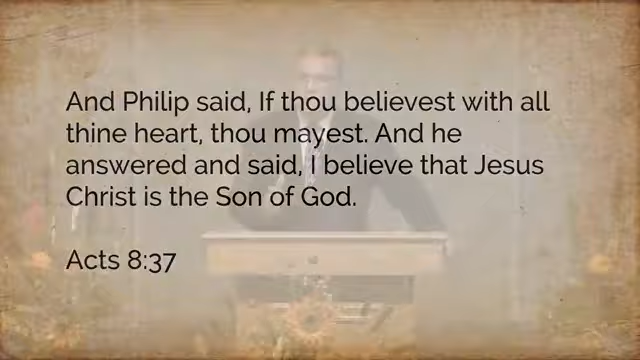 And Philip said, If thou believest with all
thine heart, thou mayest. And he
answered and said, I believe that Jesus
Christ is the Son of God.
Acts 8:37